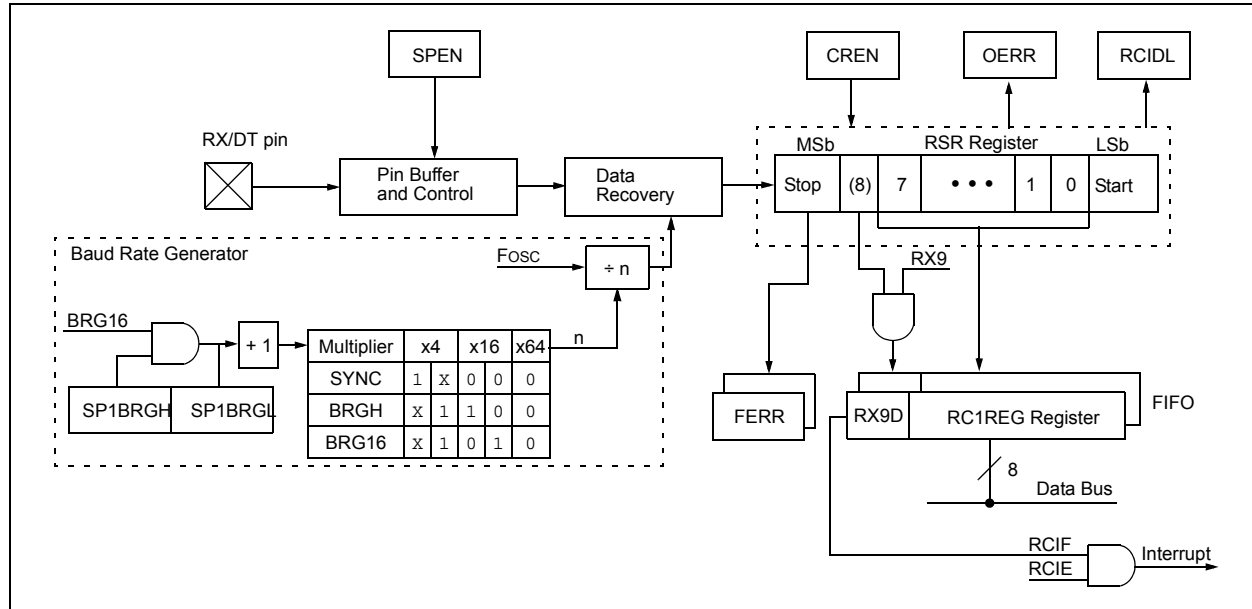 SPEN
CREN
OERR
RCIDL
RX/DT pin
MSb
RSR Register
LSb
Pin Buffer
and Control
Data
Recovery
Stop
(8)
7
• • •
1
0
Start
Baud Rate Generator
FOSC
÷ n
RX9
BRG16
+ 1
n
Multiplier x4 x16 x64
SYNC 1 X 0 0 0
BRGH X 1 1 0 0
BRG16 X 1 0 1 0
SP1BRGH
SP1BRGL
FERR
RX9D
RC1REG Register
FIFO
8
Data Bus
RCIF
RCIE
Interrupt